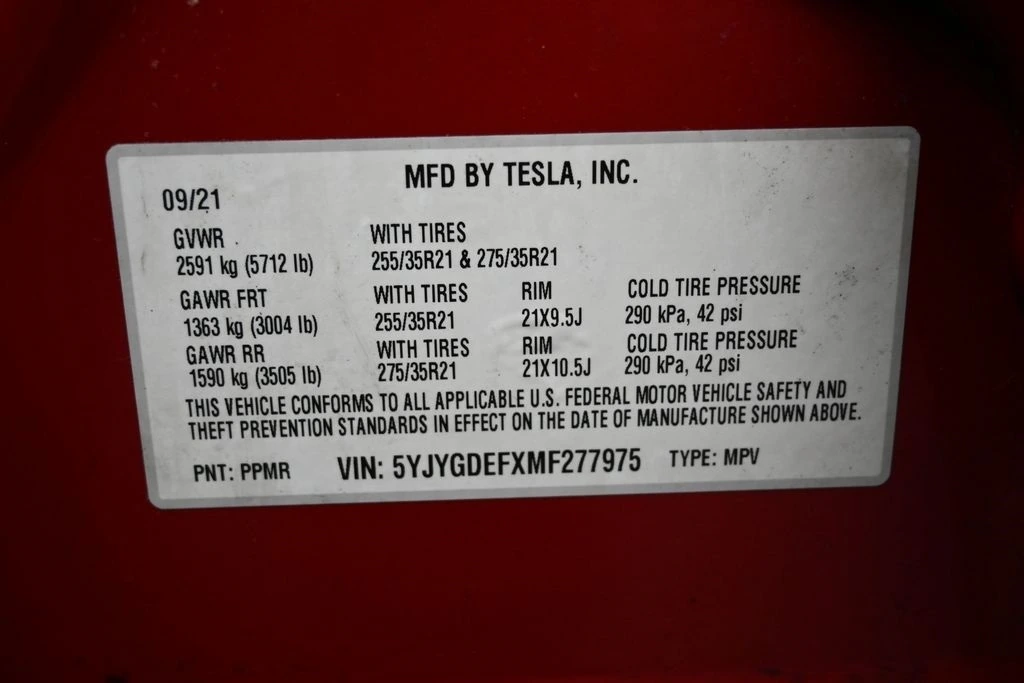 MFD BY TESLA, INC.
09/21
GVWR WITH TIRES
2591 kg (5712 lb) 255/35R21 & 275/35R21
GAWR FRT WITH TIRES RIM COLD TIRE PRESSURE
1363 kg (3004 lb) 255/35R21 21X9.5J 290 kPa, 42 psi
GAWR RR WITH TIRES RIM COLD TIRE PRESSURE
1590 kg (3505 lb) 275/35R21 21X10.5J 290 kPa, 42 psi
THIS VEHICLE CONFORMS TO ALL APPLICABLE U.S. FEDERAL MOTOR VEHICLE SAFETY AND
THEFT PREVENTION STANDARDS IN EFFECT ON THE DATE OF MANUFACTURE SHOWN ABOVE.
PNT: PPMR VIN: 5YJYGDEFXMF277975 TYPE: MPV